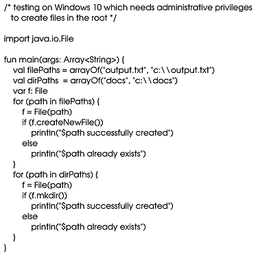 /* testing on Windows 10 which needs administrative privileges
to create files in the root */
import java.io.File
fun main(args: Array<String>) {
val filePaths = arrayOf("output.txt", "c:\\output.txt")
val dirPaths = arrayOf("docs", "c:\\docs")
var f: File
for (path in filePaths) {
f = File(path)
if (f.createNewFile())
println("$path successfully created")
else
println("$path already exists")
}
for (path in dirPaths) {
f = File(path)
if (f.mkdir())
println("$path successfully created")
else
println("$path already exists")
}
}